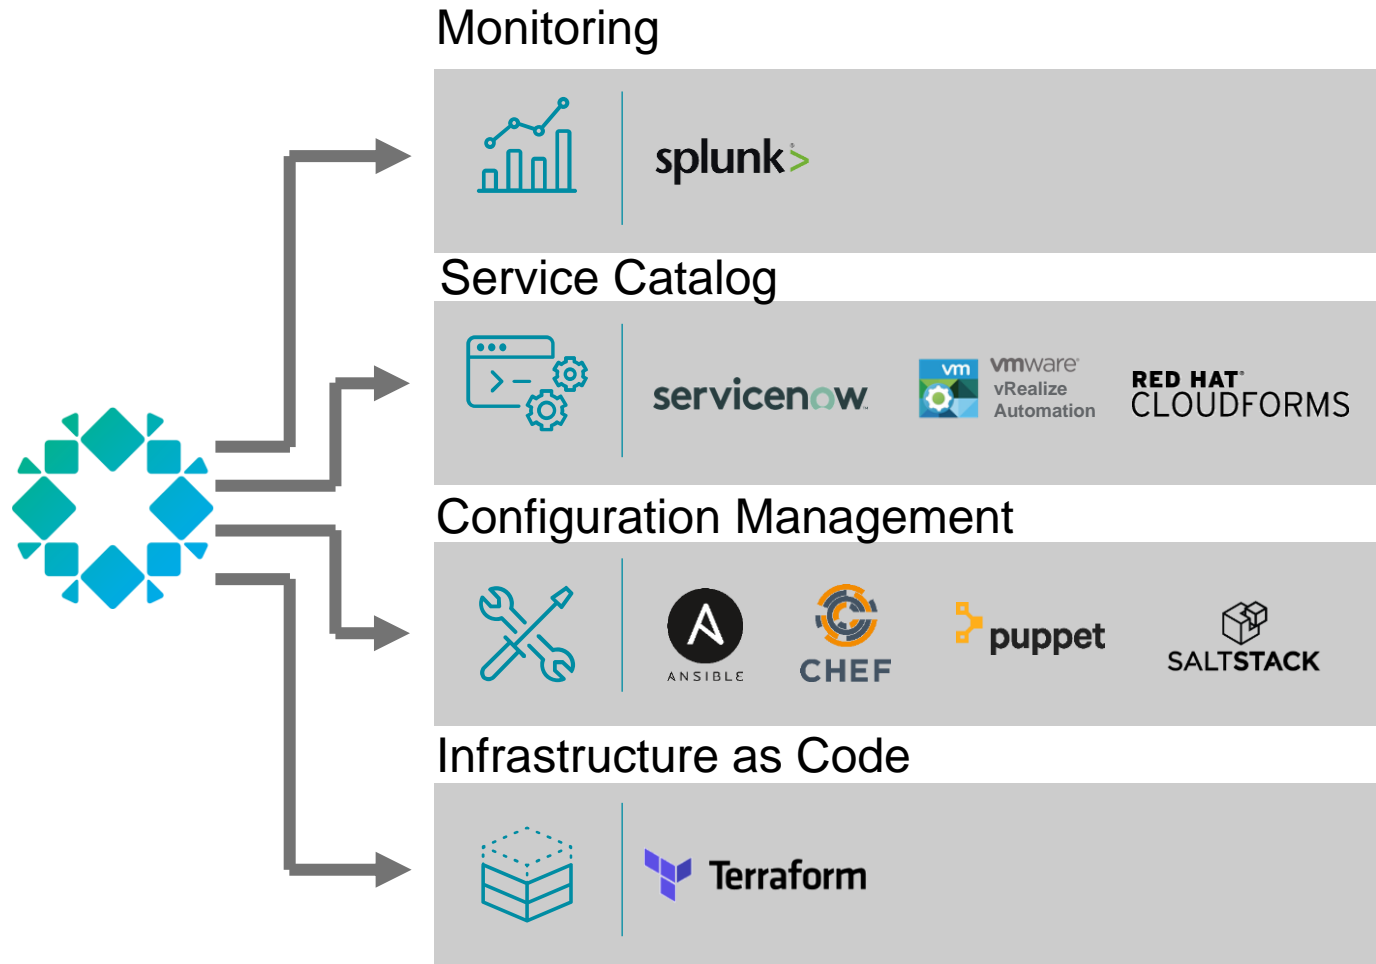 Monitoring
splunk>
Service Catalog
>_
servicenow
vm
vmware®
vRealize
Automation
RED HAT®
CLOUDFORMS
Configuration Management
A
ANSIBLE
C
CHEF
puppet
SALTSTACK
Infrastructure as Code
Terraform